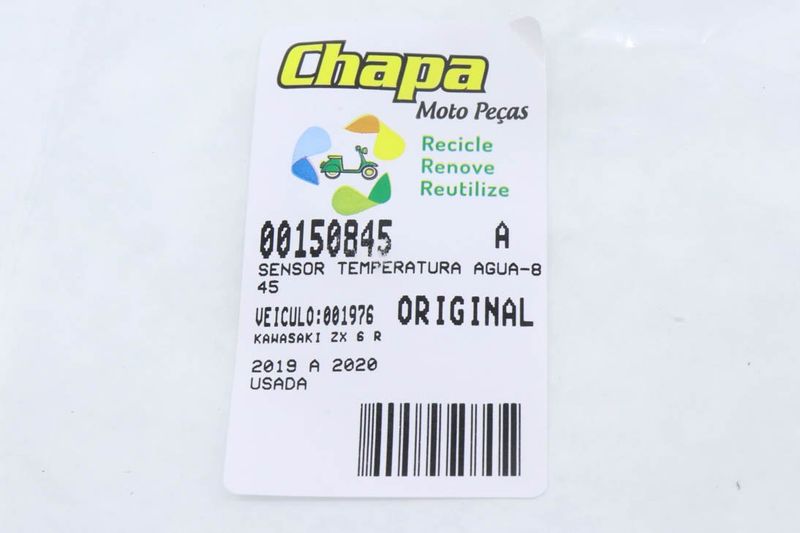 Chapa
Moto Peças
Recicle
Renove
Reutilize
00150845 A
SENSOR TEMPERATURA AGUA-8
45
VEICULO:001976 ORIGINAL
KAWASAKI ZX 6 R
2019 A 2020
USADA